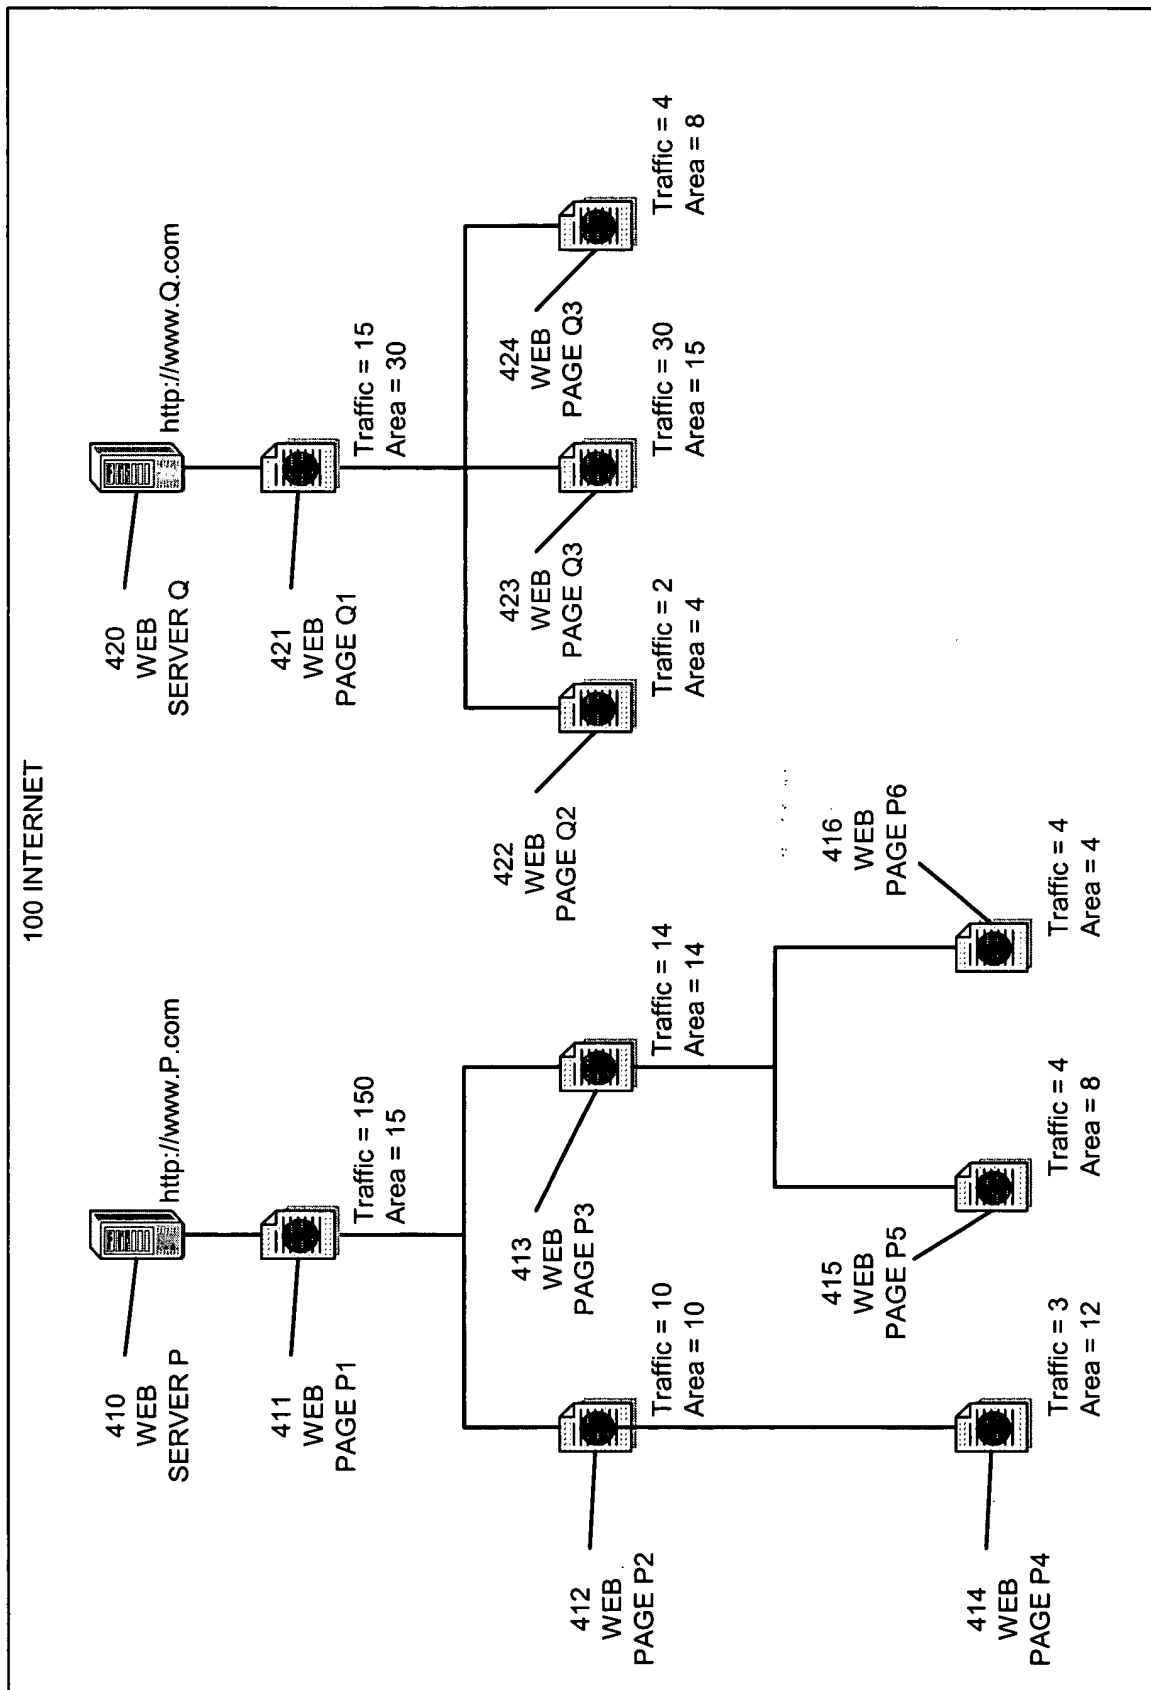 100 INTERNET
410
WEB
SERVER P
http://www.P.com
411
WEB
PAGE P1
Traffic = 150
Area = 15
412
WEB
PAGE P2
Traffic = 10
Area = 10
413
WEB
PAGE P3
Traffic = 14
Area = 14
414
WEB
PAGE P4
Traffic = 3
Area = 12
415
WEB
PAGE P5
Traffic = 4
Area = 8
416
WEB
PAGE P6
Traffic = 4
Area = 4
420
WEB
SERVER Q
http://www.Q.com
421
WEB
PAGE Q1
Traffic = 15
Area = 30
422
WEB
PAGE Q2
Traffic = 2
Area = 4
423
WEB
PAGE Q3
Traffic = 30
Area = 15
424
WEB
PAGE Q3
Traffic = 4
Area = 8